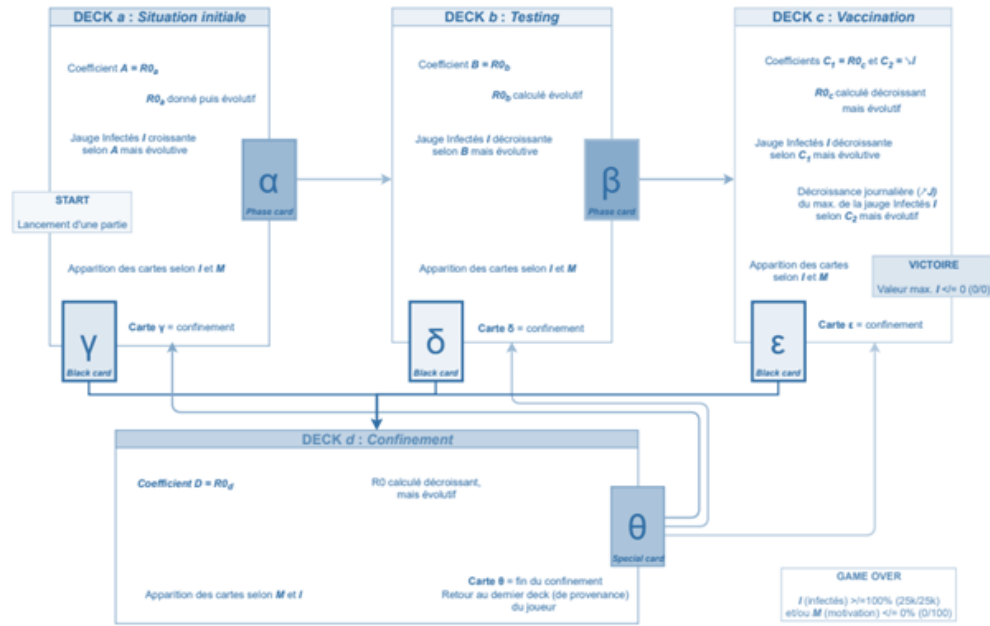 DECK a : Situation initiale
Coefficient A = R0a
R0a donné puis évolutif
Jauge Infectés I croissante
selon A mais évolutive
α
Phase card
START
Lancement d'une partie
Apparition des cartes selon I et M
γ
Black card
Carte γ = confinement
DECK b : Testing
Coefficient B = R0b
R0b calculé évolutif
Jauge Infectés I décroissante
selon B mais évolutive
β
Phase card
Apparition des cartes selon I et M
δ
Black card
Carte δ = confinement
DECK c : Vaccination
Coefficients C1 = R0c et C2 = ↘I
R0c calculé décroissant
mais évolutif
Jauge Infectés I décroissante
selon C1 mais évolutive
Décroissance journalière (↗J)
du max. de la jauge Infectés I
selon C2 mais évolutif
Apparition des cartes
selon I et M
VICTOIRE
Valeur max. I </= 0 (0/0)
ε
Black card
Carte ε = confinement
DECK d : Confinement
Coefficient D = R0d
R0 calculé décroissant,
mais évolutif
θ
Special card
Apparition des cartes selon M et I
Carte θ = fin du confinement
Retour au dernier deck (de provenance)
du joueur
GAME OVER
I (infectés) >/=100% (25k/25k)
et/ou M (motivation) </= 0% (0/100)